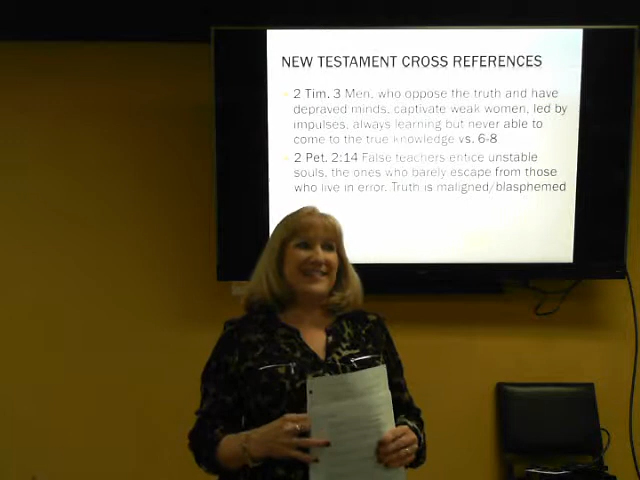 NEW TESTAMENT CROSS REFERENCES
2 Tim. 3 Men, who oppose the truth and have
depraved minds, captivate weak women, led by
impulses, always learning but never able to
come to the true knowledge vs. 6-8
2 Pet. 2:14 False teachers entice unstable
souls, the ones who barely escape from those
who live in error. Truth is maligned/blasphemed